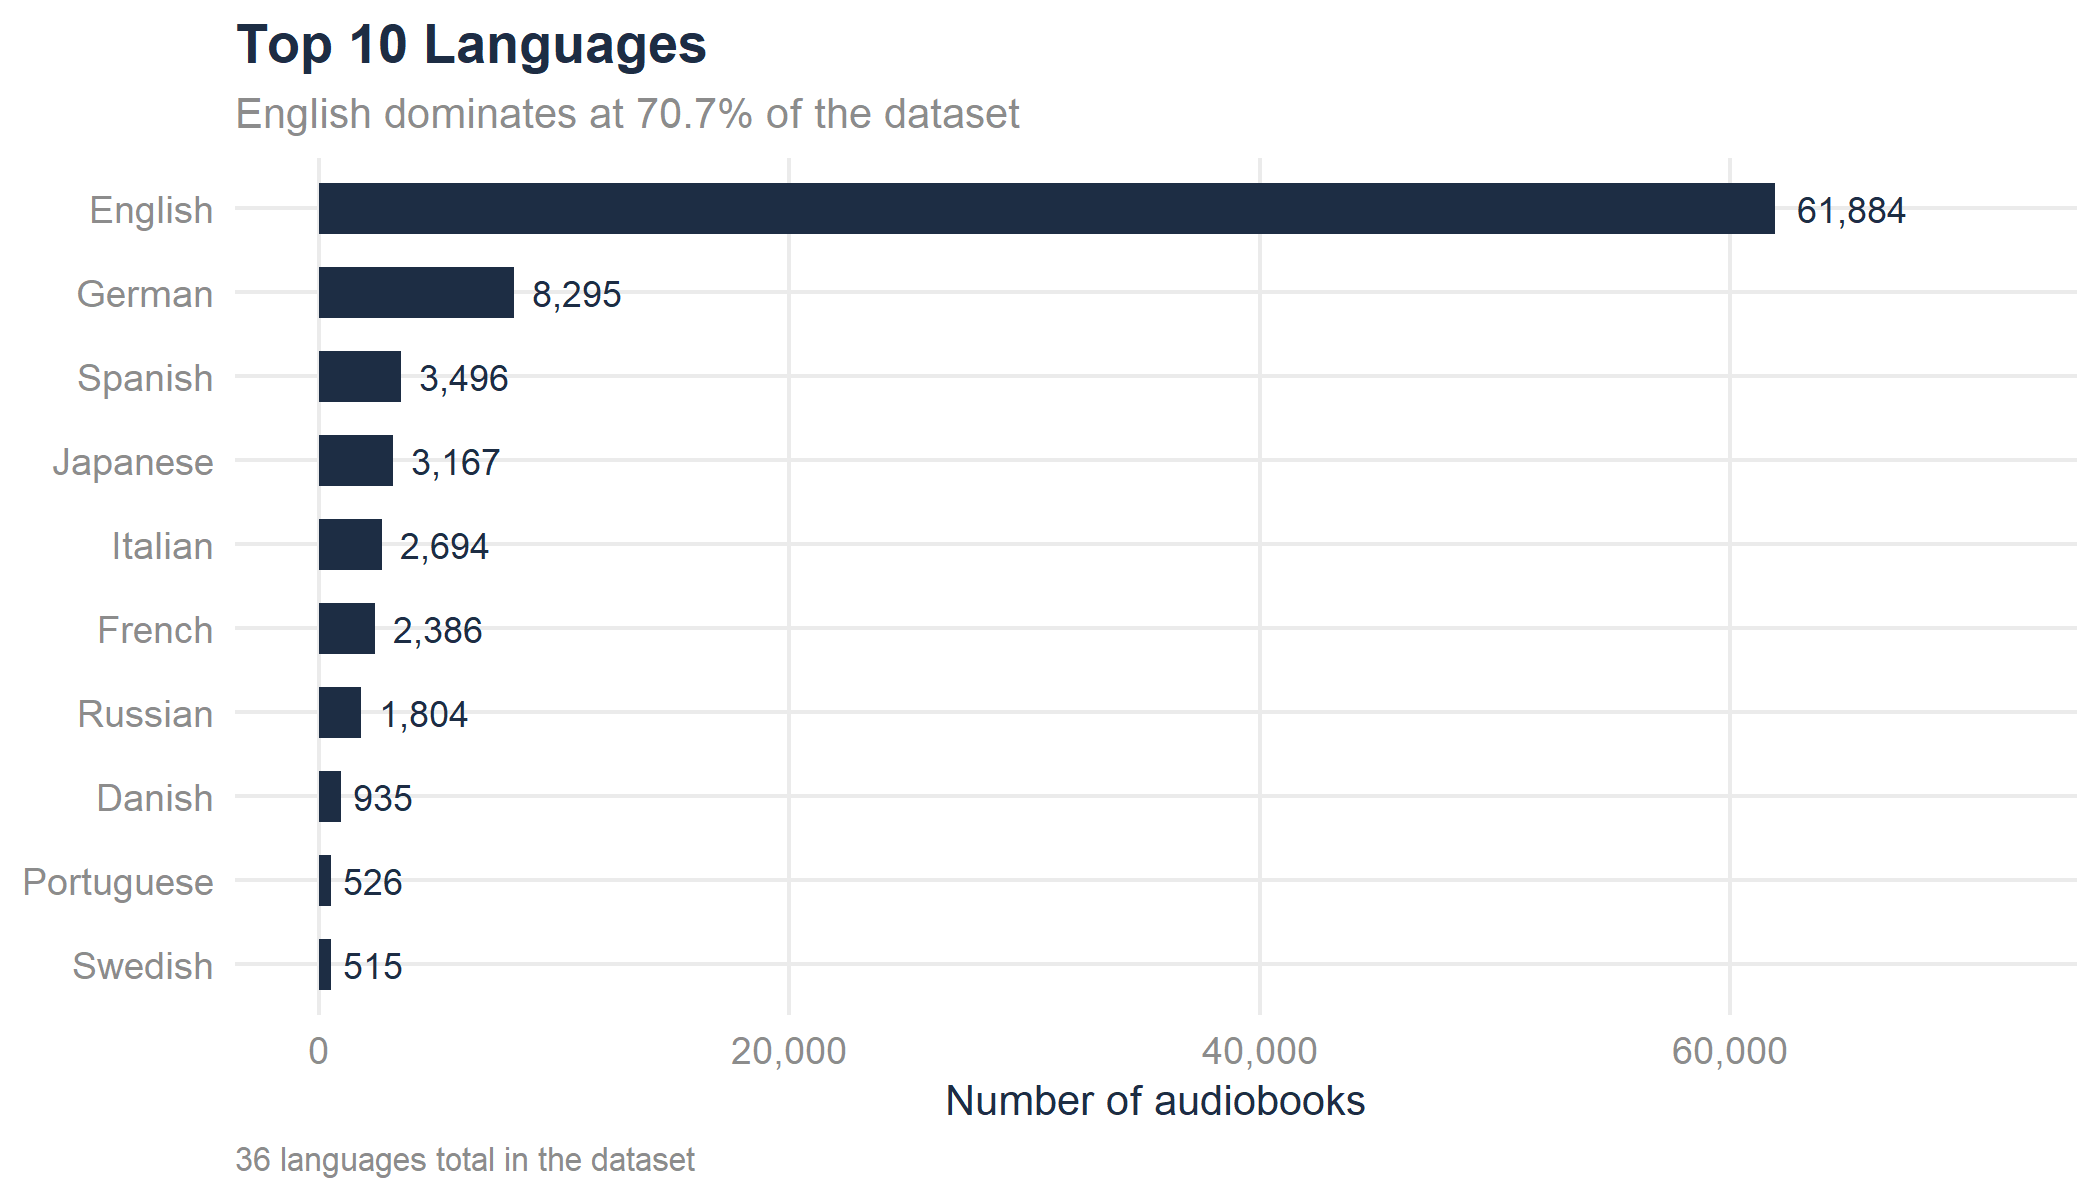 Top 10 Languages
English dominates at 70.7% of the dataset
English 61,884
German 8,295
Spanish 3,496
Japanese 3,167
Italian 2,694
French 2,386
Russian 1,804
Danish 935
Portuguese 526
Swedish 515
0 20,000 40,000 60,000
Number of audiobooks
36 languages total in the dataset